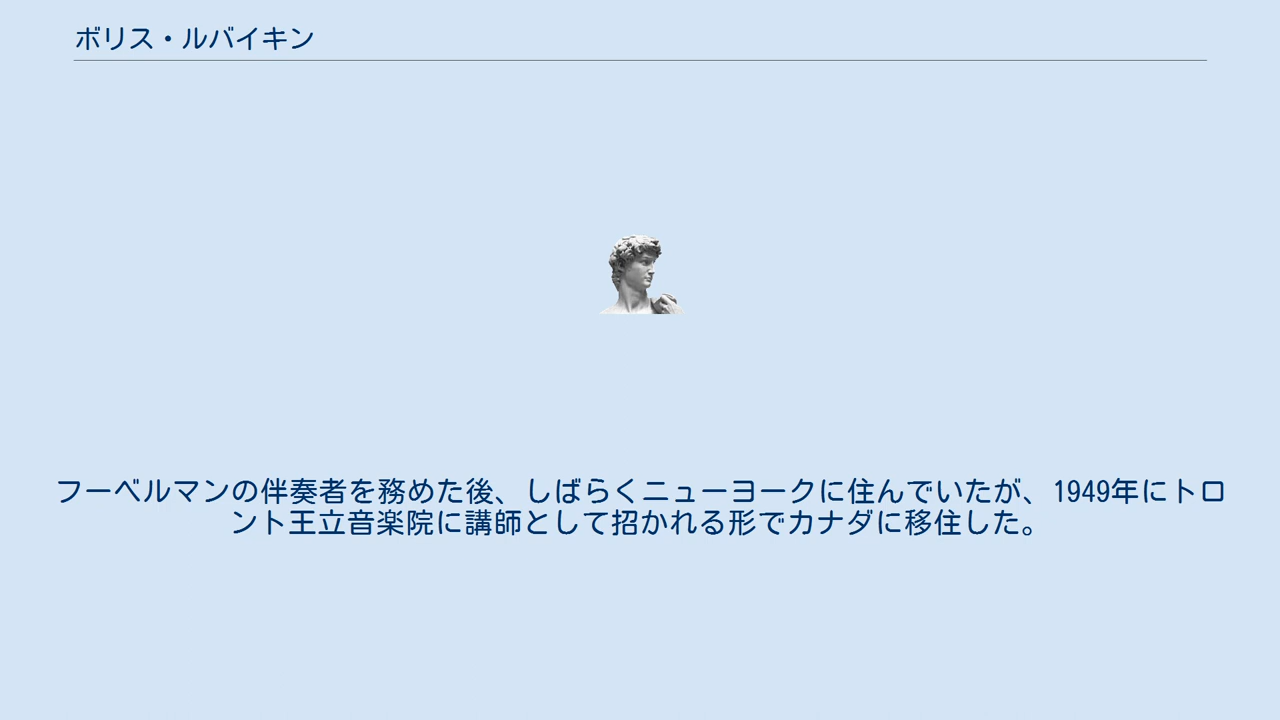 ボリス・ルバイキン
フーベルマンの伴奏者を務めた後、しばらくニューヨークに住んでいたが、1949年にトロ
ント王立音楽院に講師として招かれる形でカナダに移住した。